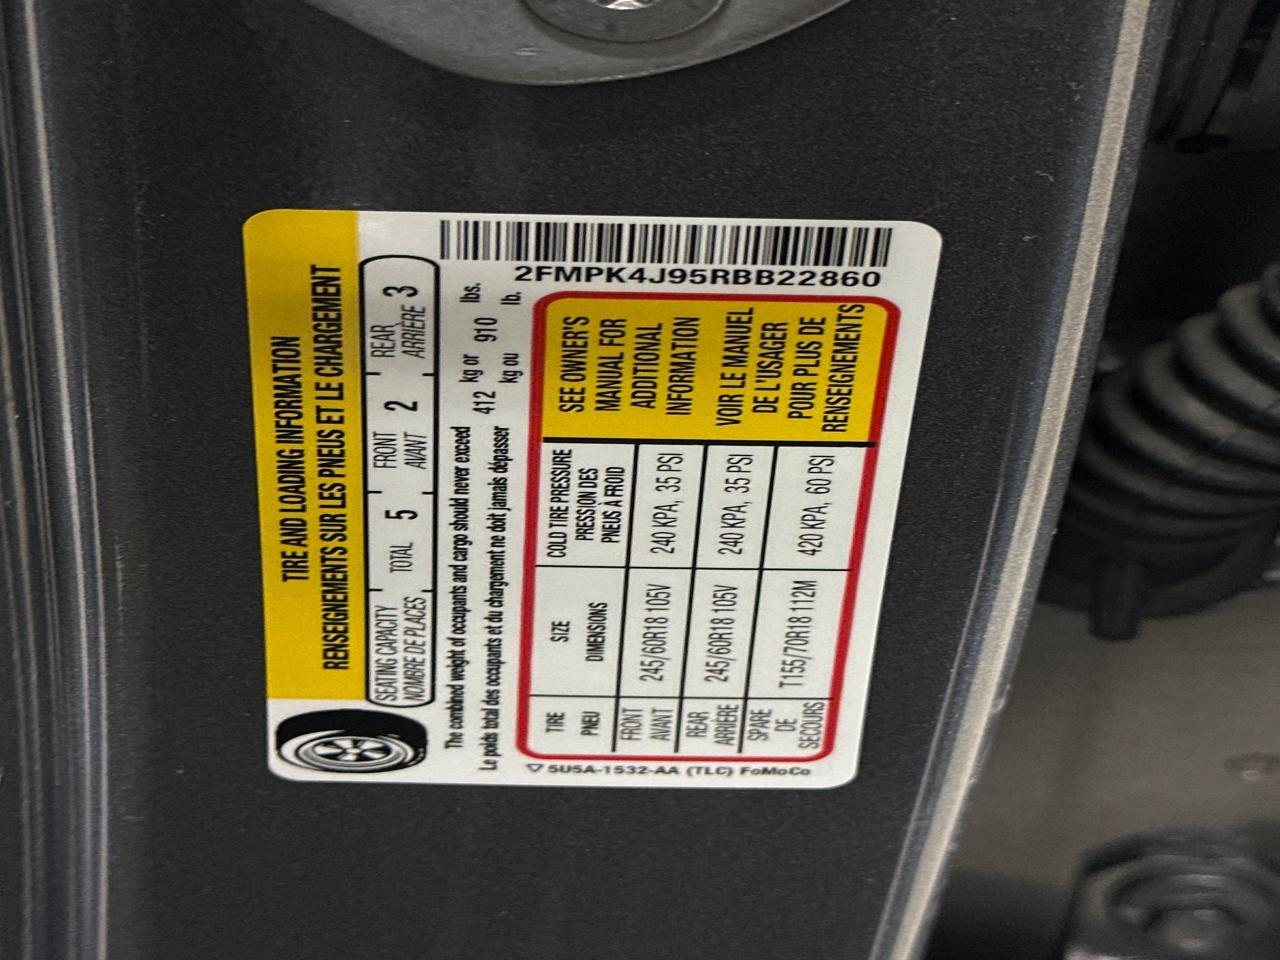 TIRE AND LOADING INFORMATION
RENSEIGNEMENTS SUR LES PNEUS ET LE CHARGEMENT
SEATING CAPACITY TOTAL 5 FRONT 2 REAR 3
NOMBRE DE PLACES AVANT ARRIÈRE
The combined weight of occupants and cargo should never exceed 412 kg or 910 lbs.
Le poids total des occupants et du chargement ne doit jamais dépasser kg ou lb.
2FMPK4J95RBB22860
TIRE SIZE COLD TIRE PRESSURE
PNEU DIMENSIONS PRESSION DES
PNEUS À FROID
FRONT
AVANT 245/60R18 105V 240 KPA, 35 PSI
REAR
ARRIÈRE 245/60R18 105V 240 KPA, 35 PSI
SPARE
DE
SECOURS T155/70R18 112M 420 KPA, 60 PSI
SEE OWNER'S
MANUAL FOR
ADDITIONAL
INFORMATION
VOIR LE MANUEL
DE L'USAGER
POUR PLUS DE
RENSEIGNEMENTS
5U5A-1532-AA (TLC) FoMoCo